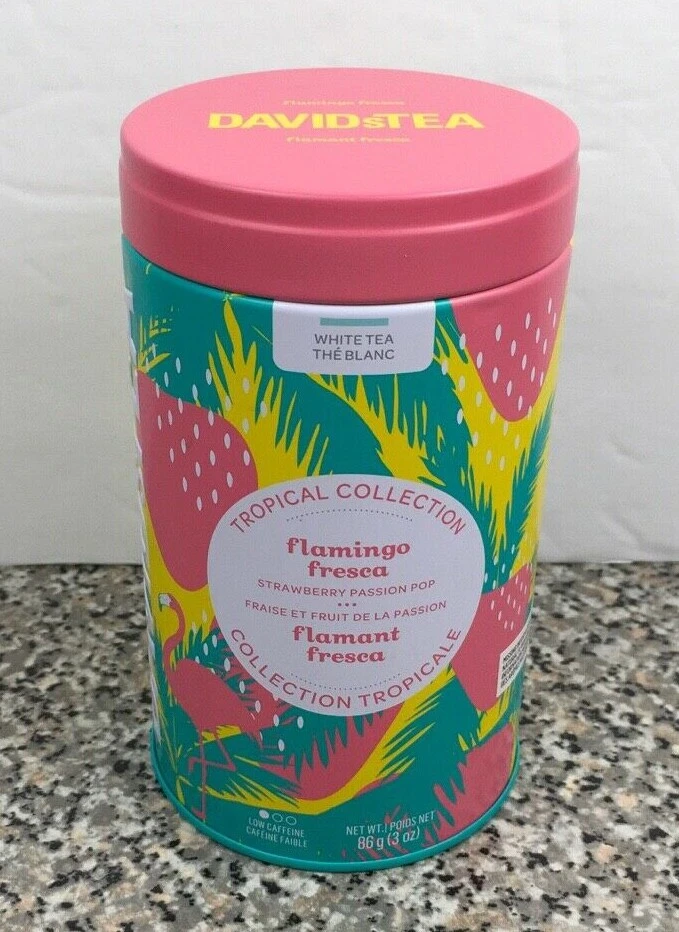 flamingo fresca
DAVIDsTEA
flamant fresca
WHITE TEA
THÉ BLANC
TROPICAL COLLECTION
flamingo
fresca
STRAWBERRY PASSION POP
FRAISE ET FRUIT DE LA PASSION
flamant
fresca
COLLECTION TROPICALE
LOW CAFFEINE
CAFÉINE FAIBLE
NET WT. | POIDS NET
86 g (3 oz)